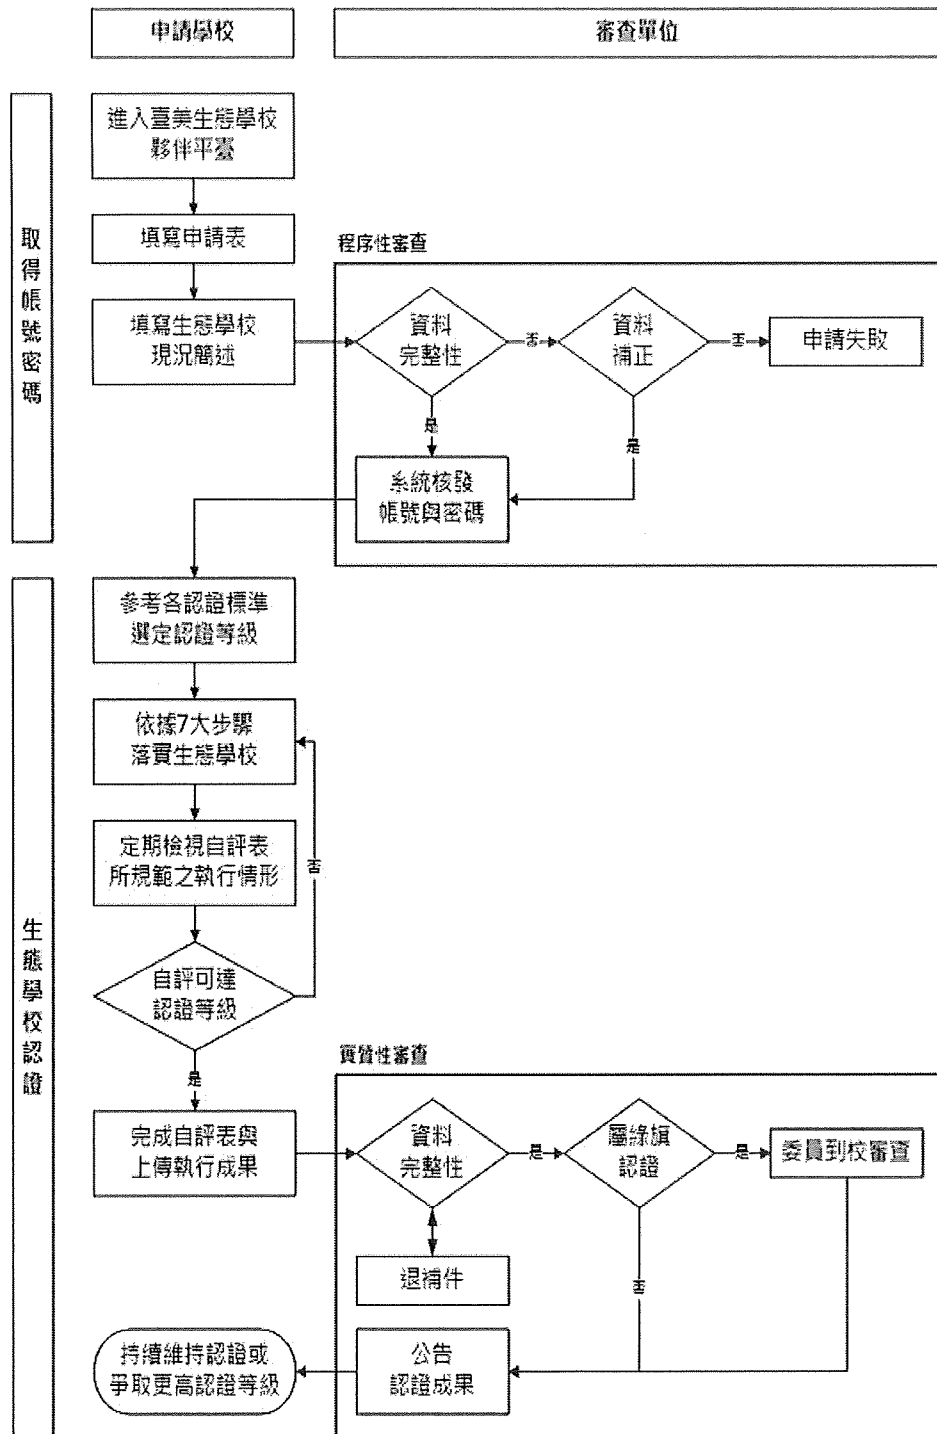 申請學校
審查單位
取得帳號密碼
進入臺美生態學校
夥伴平臺
填寫申請表
填寫生態學校
現況簡述
程序性審查
資料
完整性
否
資料
補正
否
申請失敗
是
是
系統核發
帳號與密碼
生態學校認證
參考各認證標準
選定認證等級
依據7大步驟
落實生態學校
定期檢視自評表
所規範之執行情形
否
自評可達
認證等級
是
完成自評表與
上傳執行成果
實質性審查
資料
完整性
是
屬綠旗
認證
是
委員到校審查
退補件
否
公告
認證成果
持續維持認證或
爭取更高認證等級